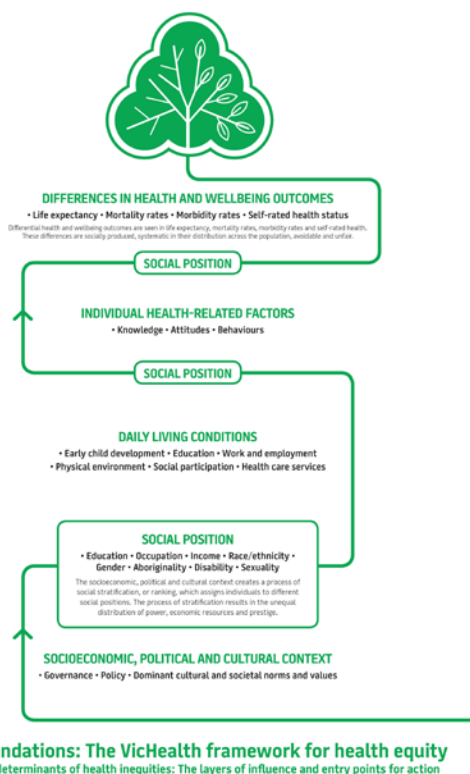 DIFFERENCES IN HEALTH AND WELLBEING OUTCOMES
• Life expectancy • Mortality rates • Morbidity rates • Self-rated health status
Differential health and wellbeing outcomes are seen in life expectancy, mortality rates, morbidity rates and self-rated health.
These differences are socially produced, systematic in their distribution across the population, avoidable and unfair.
SOCIAL POSITION
INDIVIDUAL HEALTH-RELATED FACTORS
• Knowledge • Attitudes • Behaviours
SOCIAL POSITION
DAILY LIVING CONDITIONS
• Early child development • Education • Work and employment
• Physical environment • Social participation • Health care services
SOCIAL POSITION
• Education • Occupation • Income • Race/ethnicity •
Gender • Aboriginality • Disability • Sexuality
The socioeconomic, political and cultural context creates a process of
social stratification, or ranking, which assigns individuals to different
social positions. The process of stratification results in the unequal
distribution of power, economic resources and prestige.
SOCIOECONOMIC, POLITICAL AND CULTURAL CONTEXT
• Governance • Policy • Dominant cultural and societal norms and values
ndations: The VicHealth framework for health equity
determinants of health inequities: The layers of influence and entry points for action